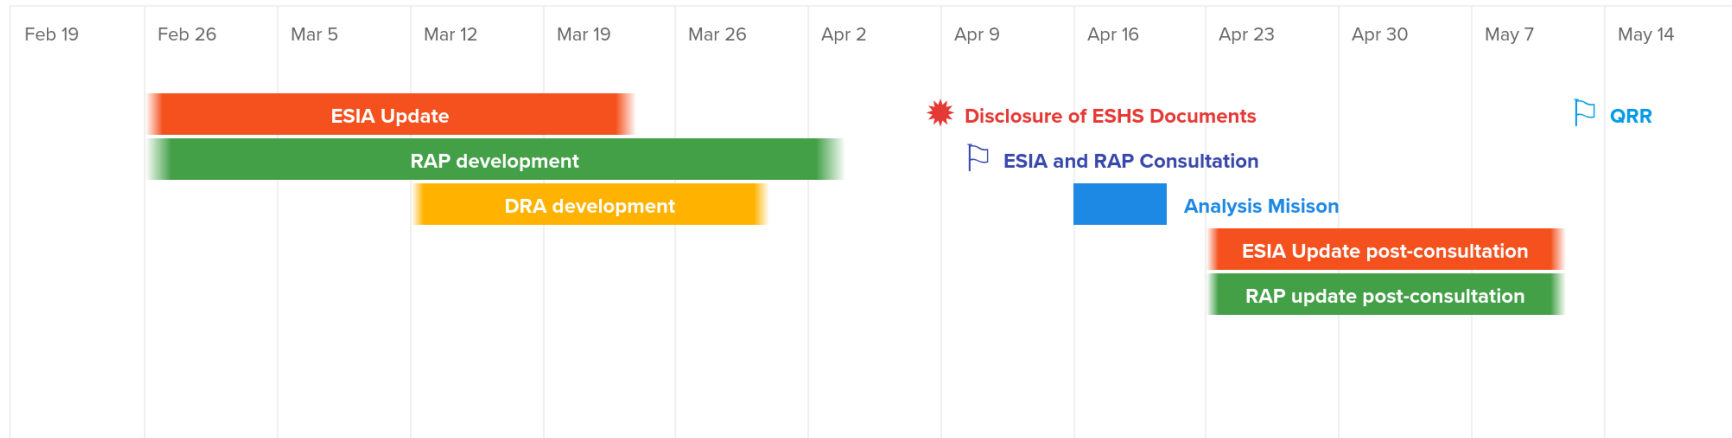 Feb 19 Feb 26 Mar 5 Mar 12 Mar 19 Mar 26 Apr 2 Apr 9 Apr 16 Apr 23 Apr 30 May 7 May 14
ESIA Update Disclosure of ESHS Documents QRR
RAP development ESIA and RAP Consultation
DRA development Analysis Misison
ESIA Update post-consultation
RAP update post-consultation